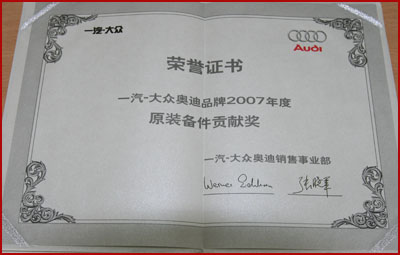 一汽-大众
Audi
荣誉证书
一汽-大众奥迪品牌2007年度
原装备件贡献奖
一汽-大众奥迪销售事业部